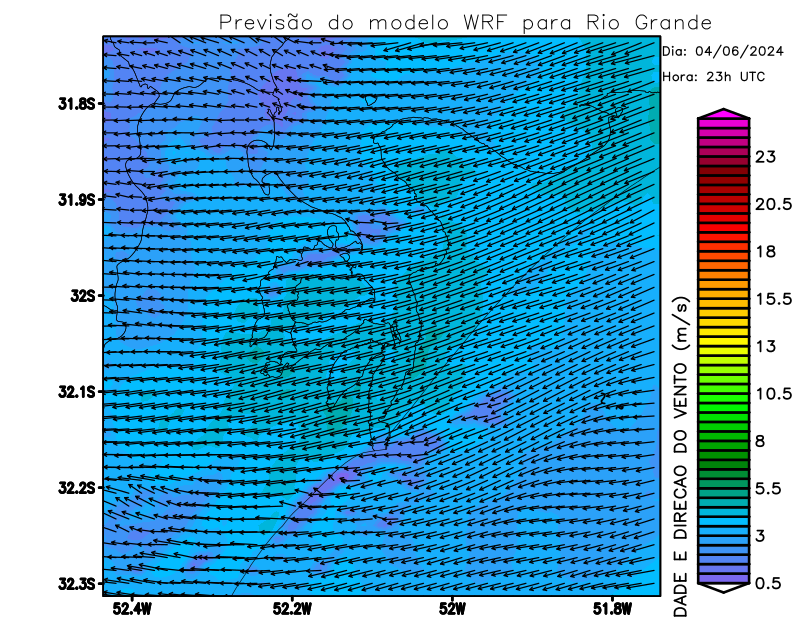 Previsão do modelo WRF para Rio Grande
Dia: 04/06/2024
Hora: 23h UTC
31.8S
31.9S
32S
32.1S
32.2S
32.3S
52.4W
52.2W
52W
51.8W
DADE E DIRECAO DO VENTO (m/s)
23
20.5
18
15.5
13
10.5
8
5.5
3
0.5